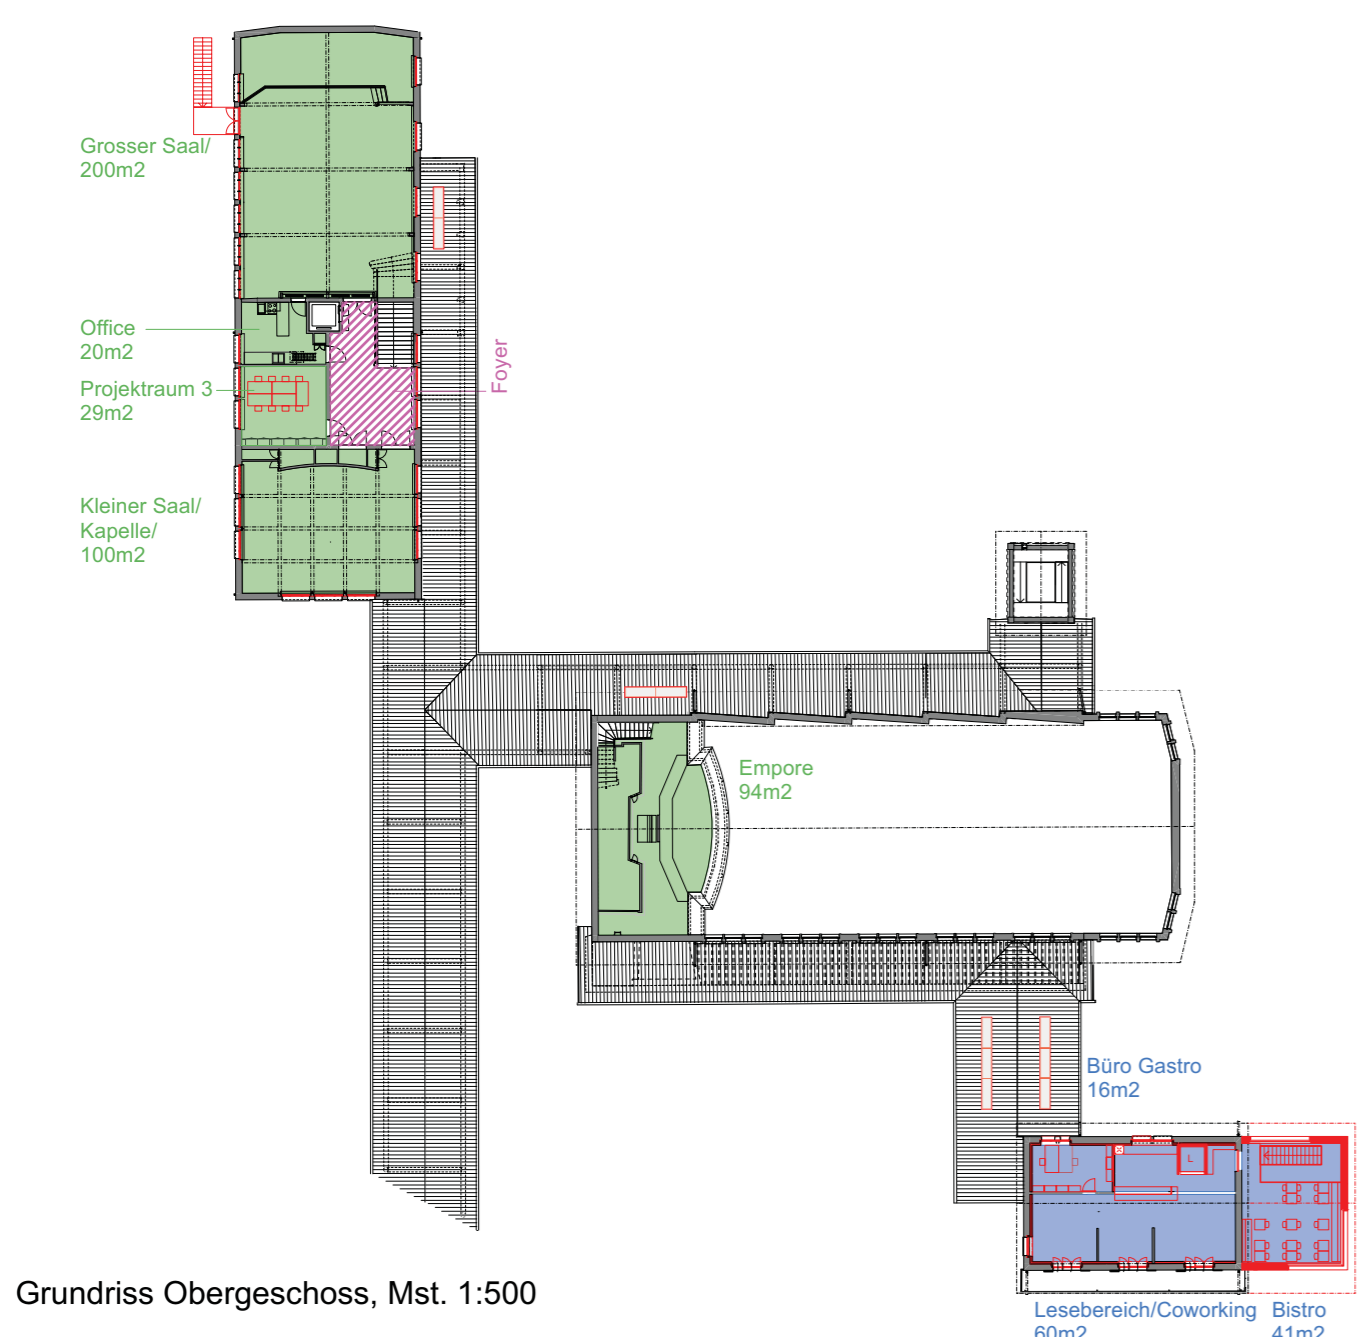 Grosser Saal/
200m2
Office
20m2
Projektraum 3
29m2
Foyer
Kleiner Saal/
Kapelle/
100m2
Empore
94m2
Büro Gastro
16m2
L
Grundriss Obergeschoss, Mst. 1:500
Lesebereich/Coworking
60m2
Bistro
41m2